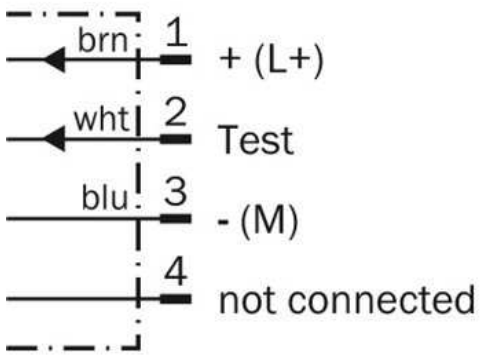 brn 1 + (L+)
wht 2 Test
blu 3 - (M)
4 not connected